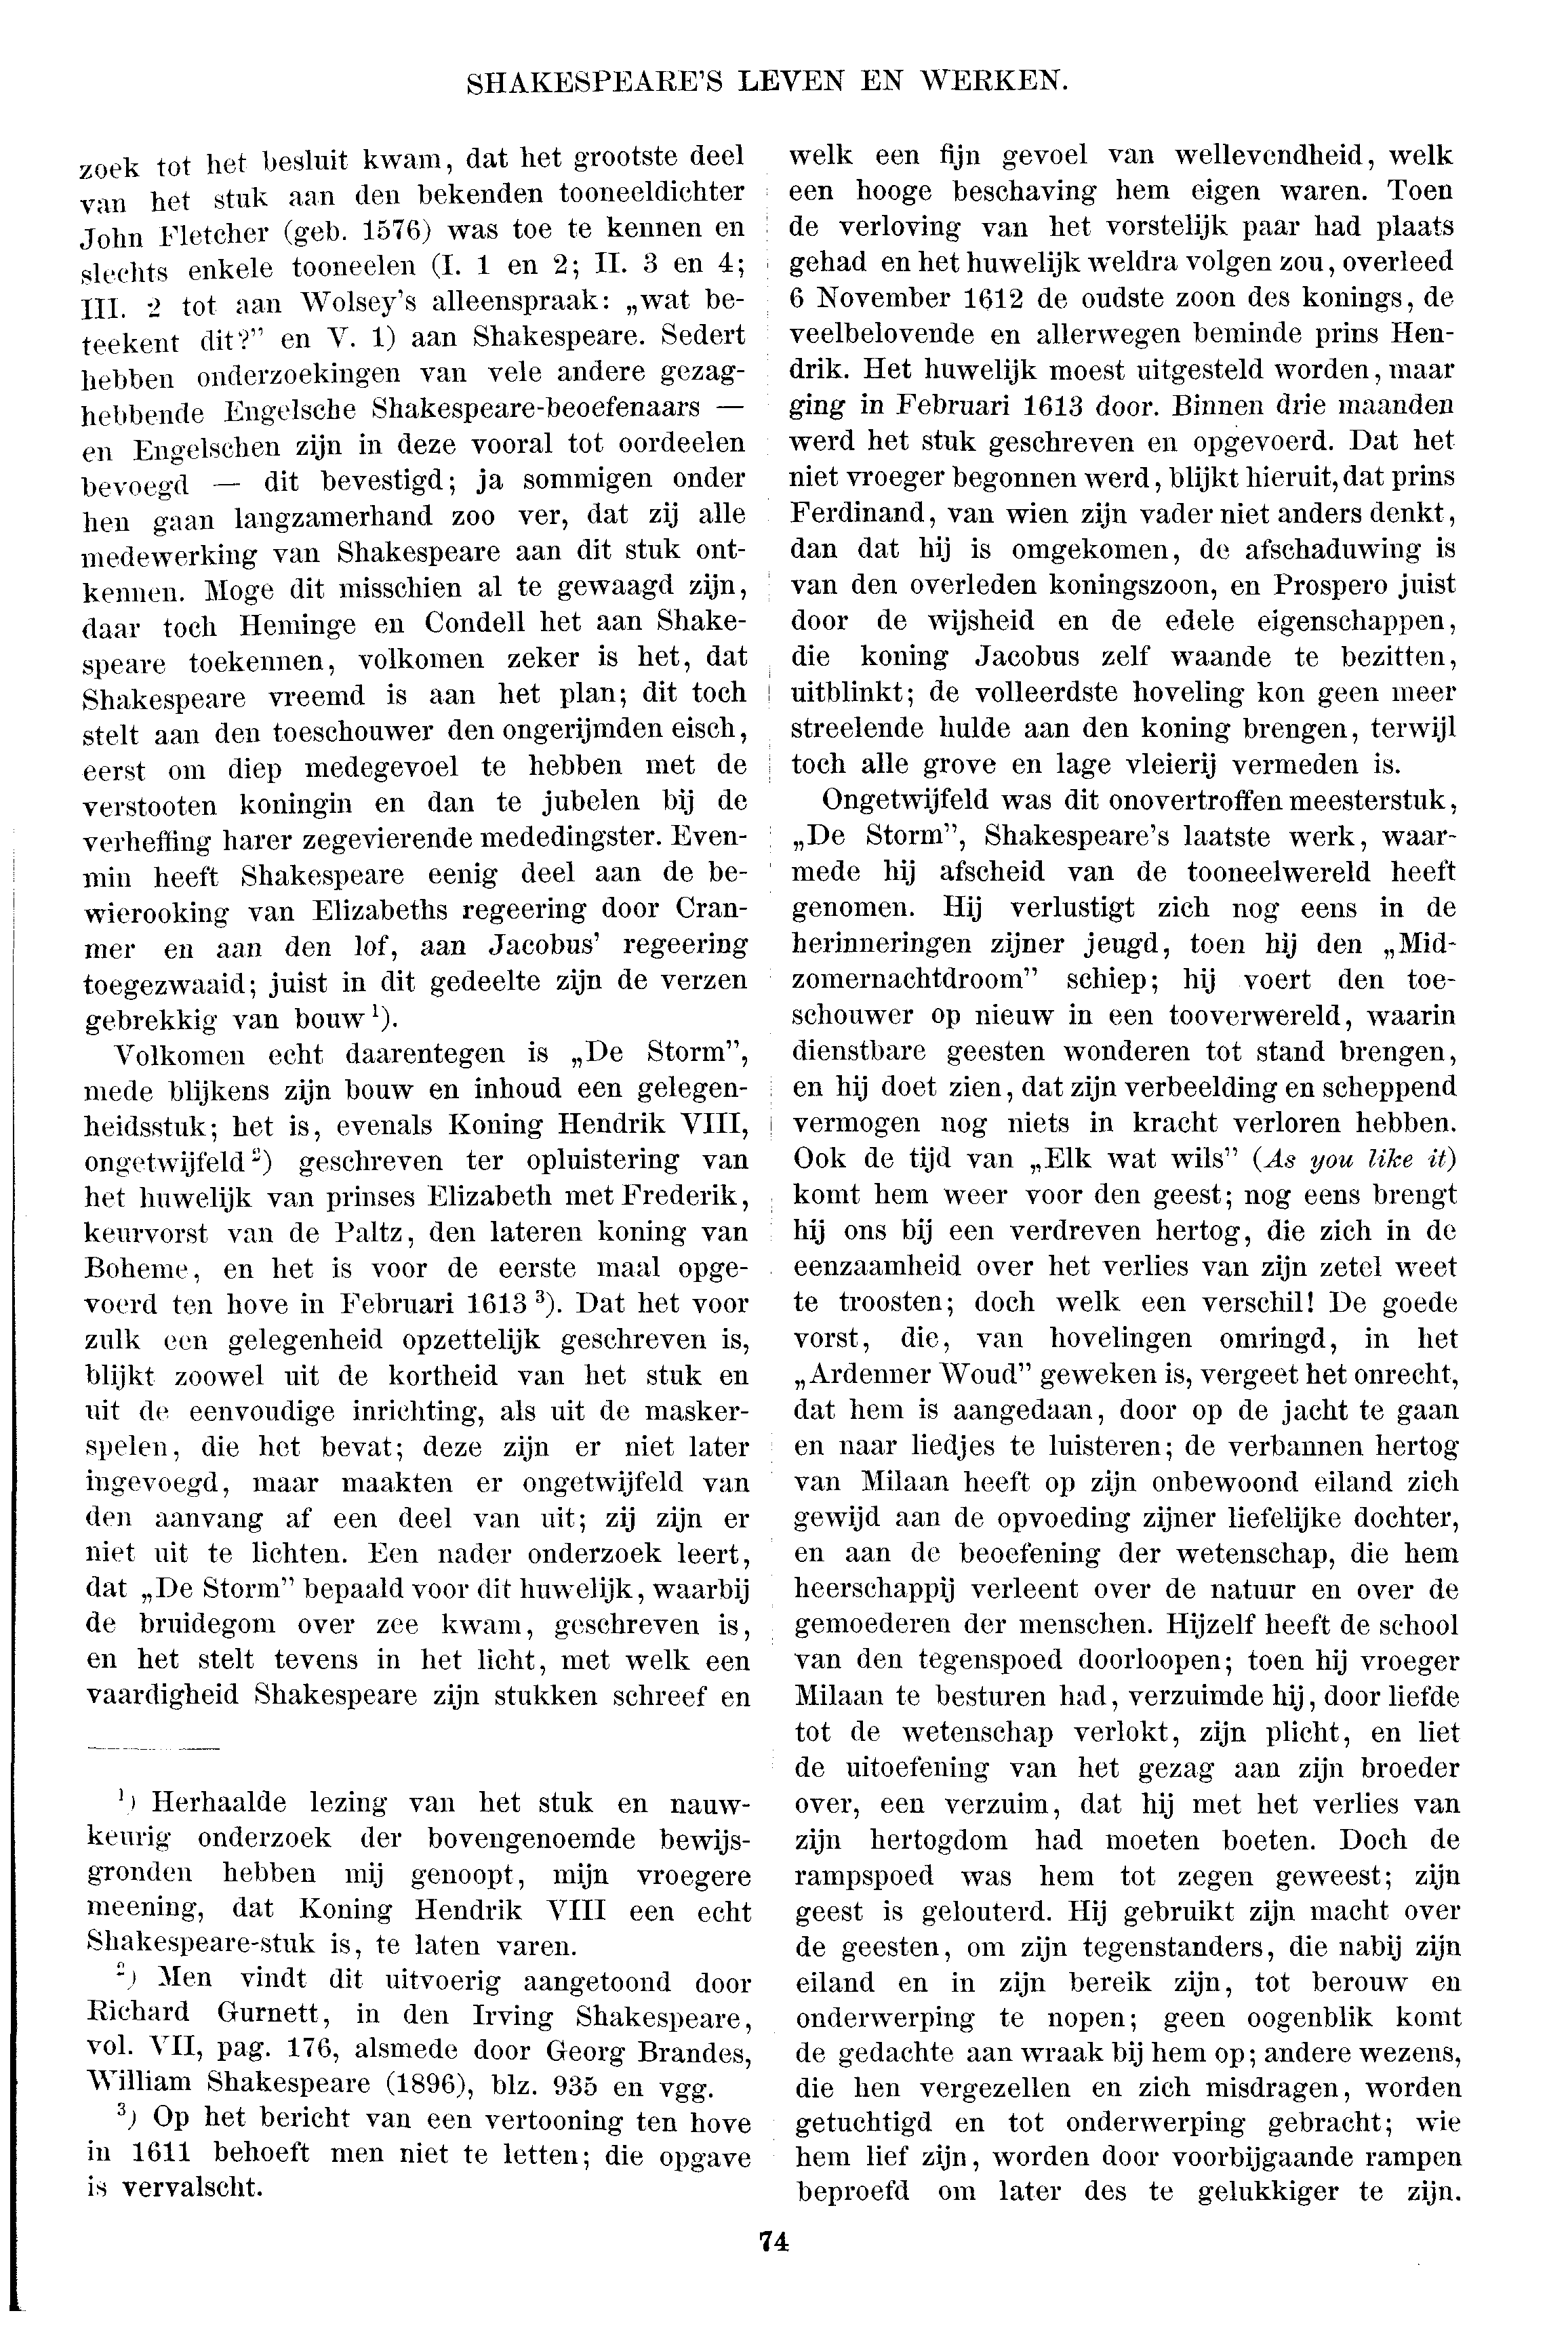 SHAKESPEARE'S LEVEN EN WERKEN.
zoek tot het besluit kwam, dat het grootste deel
van het stuk aan den bekenden tooneeldichter
John Fletcher (geb. 1576) was toe te kennen en
slechts enkele tooneelen (I. 1 en 2; II. 3 en 4;
III. 2 tot aan Wolsey's alleenspraak: „wat be-
teekent dit?” en V. 1) aan Shakespeare. Sedert
hebben onderzoekingen van vele andere gezag-
hebbende Engelsche Shakespeare-beoefenaars —
en Engelschen zijn in deze vooral tot oordeelen
bevoegd — dit bevestigd; ja sommigen onder
hen gaan langzamerhand zoo ver, dat zij alle
medewerking van Shakespeare aan dit stuk ont-
kennen. Moge dit misschien al te gewaagd zijn,
daar toch Heminge en Condell het aan Shake-
speare toekennen, volkomen zeker is het, dat
Shakespeare vreemd is aan het plan; dit toch
stelt aan den toeschouwer den ongerijmden eisch,
eerst om diep medegevoel te hebben met de
verstooten koningin en dan te jubelen bij de
verheffing harer zegevierende mededingster. Even-
min heeft Shakespeare eenig deel aan de be-
wierooking van Elizabeths regeering door Cran-
mer en aan den lof, aan Jacobus' regeering
toegezwaaid; juist in dit gedeelte zijn de verzen
gebrekkig van bouw ¹).
Volkomen echt daarentegen is „De Storm”,
mede blijkens zijn bouw en inhoud een gelegen-
heidsstuk; het is, evenals Koning Hendrik VIII,
ongetwijfeld ²) geschreven ter opluistering van
het huwelijk van prinses Elizabeth met Frederik,
keurvorst van de Paltz, den lateren koning van
Boheme, en het is voor de eerste maal opge-
voerd ten hove in Februari 1613 ³). Dat het voor
zulk een gelegenheid opzettelijk geschreven is,
blijkt zoowel uit de kortheid van het stuk en
uit de eenvoudige inrichting, als uit de masker-
spelen, die het bevat; deze zijn er niet later
ingevoegd, maar maakten er ongetwijfeld van
den aanvang af een deel van uit; zij zijn er
niet uit te lichten. Een nader onderzoek leert,
dat „De Storm” bepaald voor dit huwelijk, waarbij
de bruidegom over zee kwam, geschreven is,
en het stelt tevens in het licht, met welk een
vaardigheid Shakespeare zijn stukken schreef en
¹) Herhaalde lezing van het stuk en nauw-
keurig onderzoek der bovengenoemde bewijs-
gronden hebben mij genoopt, mijn vroegere
meening, dat Koning Hendrik VIII een echt
Shakespeare-stuk is, te laten varen.
²) Men vindt dit uitvoerig aangetoond door
Richard Gurnett, in den Irving Shakespeare,
vol. VII, pag. 176, alsmede door Georg Brandes,
William Shakespeare (1896), blz. 935 en vgg.
³) Op het bericht van een vertooning ten hove
in 1611 behoeft men niet te letten; die opgave
is vervalscht.
welk een fijn gevoel van wellevendheid, welk
een hooge beschaving hem eigen waren. Toen
de verloving van het vorstelijk paar had plaats
gehad en het huwelijk weldra volgen zou, overleed
6 November 1612 de oudste zoon des konings, de
veelbelovende en allerwegen beminde prins Hen-
drik. Het huwelijk moest uitgesteld worden, maar
ging in Februari 1613 door. Binnen drie maanden
werd het stuk geschreven en opgevoerd. Dat het
niet vroeger begonnen werd, blijkt hieruit, dat prins
Ferdinand, van wien zijn vader niet anders denkt,
dan dat hij is omgekomen, de afschaduwing is
van den overleden koningszoon, en Prospero juist
door de wijsheid en de edele eigenschappen,
die koning Jacobus zelf waande te bezitten,
uitblinkt; de volleerdste hoveling kon geen meer
streelende hulde aan den koning brengen, terwijl
toch alle grove en lage vleierij vermeden is.
Ongetwijfeld was dit onovertroffen meesterstuk,
„De Storm”, Shakespeare's laatste werk, waar-
mede hij afscheid van de tooneelwereld heeft
genomen. Hij verlustigt zich nog eens in de
herinneringen zijner jeugd, toen hij den „Mid-
zomernachtdroom” schiep; hij voert den toe-
schouwer op nieuw in een tooverwereld, waarin
dienstbare geesten wonderen tot stand brengen,
en hij doet zien, dat zijn verbeelding en scheppend
vermogen nog niets in kracht verloren hebben.
Ook de tijd van „Elk wat wils” (As you like it)
komt hem weer voor den geest; nog eens brengt
hij ons bij een verdreven hertog, die zich in de
eenzaamheid over het verlies van zijn zetel weet
te troosten; doch welk een verschil! De goede
vorst, die, van hovelingen omringd, in het
„Ardenner Woud” geweken is, vergeet het onrecht,
dat hem is aangedaan, door op de jacht te gaan
en naar liedjes te luisteren; de verbannen hertog
van Milaan heeft op zijn onbewoond eiland zich
gewijd aan de opvoeding zijner liefelijke dochter,
en aan de beoefening der wetenschap, die hem
heerschappij verleent over de natuur en over de
gemoederen der menschen. Hijzelf heeft de school
van den tegenspoed doorloopen; toen hij vroeger
Milaan te besturen had, verzuimde hij, door liefde
tot de wetenschap verlokt, zijn plicht, en liet
de uitoefening van het gezag aan zijn broeder
over, een verzuim, dat hij met het verlies van
zijn hertogdom had moeten boeten. Doch de
rampspoed was hem tot zegen geweest; zijn
geest is gelouterd. Hij gebruikt zijn macht over
de geesten, om zijn tegenstanders, die nabij zijn
eiland en in zijn bereik zijn, tot berouw en
onderwerping te nopen; geen oogenblik komt
de gedachte aan wraak bij hem op; andere wezens,
die hen vergezellen en zich misdragen, worden
getuchtigd en tot onderwerping gebracht; wie
hem lief zijn, worden door voorbijgaande rampen
beproefd om later des te gelukkiger te zijn.
74